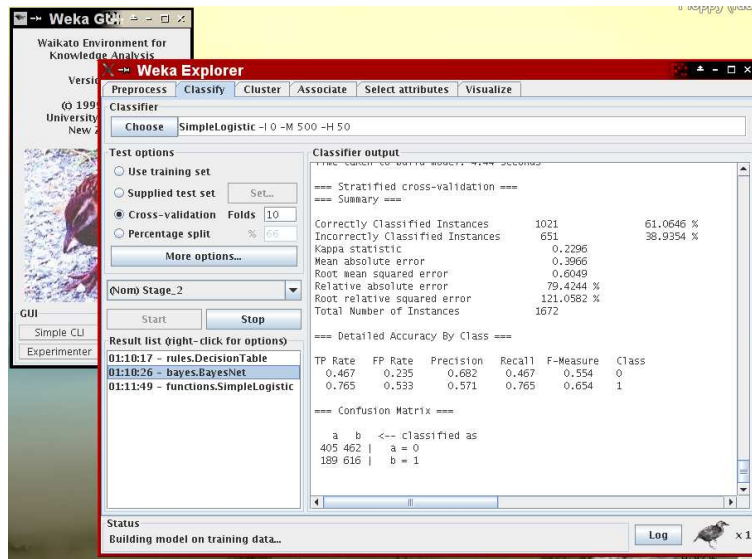 Weka GUI
Waikato Environment for
Knowledge Analysis
(c) 199
University
New Z
GUI
Simple CLI
Experimenter
Weka Explorer
Preprocess Classify Cluster Associate Select attributes Visualize
Classifier
Choose SimpleLogistic -I 0 -M 500 -H 50
Test options
Use training set
Supplied test set Set...
Cross-validation Folds 10
Percentage split % 66
More options...
(Nom) Stage_2
Start Stop
Result list (right-click for options)
01:10:17 - rules.DecisionTable
01:10:26 - bayes.BayesNet
01:11:49 - functions.SimpleLogistic
Classifier output
Time taken to build model: 4.44 seconds
=== Stratified cross-validation ===
=== Summary ===
Correctly Classified Instances 1021 61.0646 %
Incorrectly Classified Instances 651 38.9354 %
Kappa statistic 0.2296
Mean absolute error 0.3966
Root mean squared error 0.6049
Relative absolute error 79.4244 %
Root relative squared error 121.0582 %
Total Number of Instances 1672
=== Detailed Accuracy By Class ===
TP Rate FP Rate Precision Recall F-Measure Class
0.467 0.235 0.682 0.467 0.554 0
0.765 0.533 0.571 0.765 0.654 1
=== Confusion Matrix ===
a b <-- classified as
405 462 | a = 0
189 616 | b = 1
Status
Building model on training data...
Log
x 1